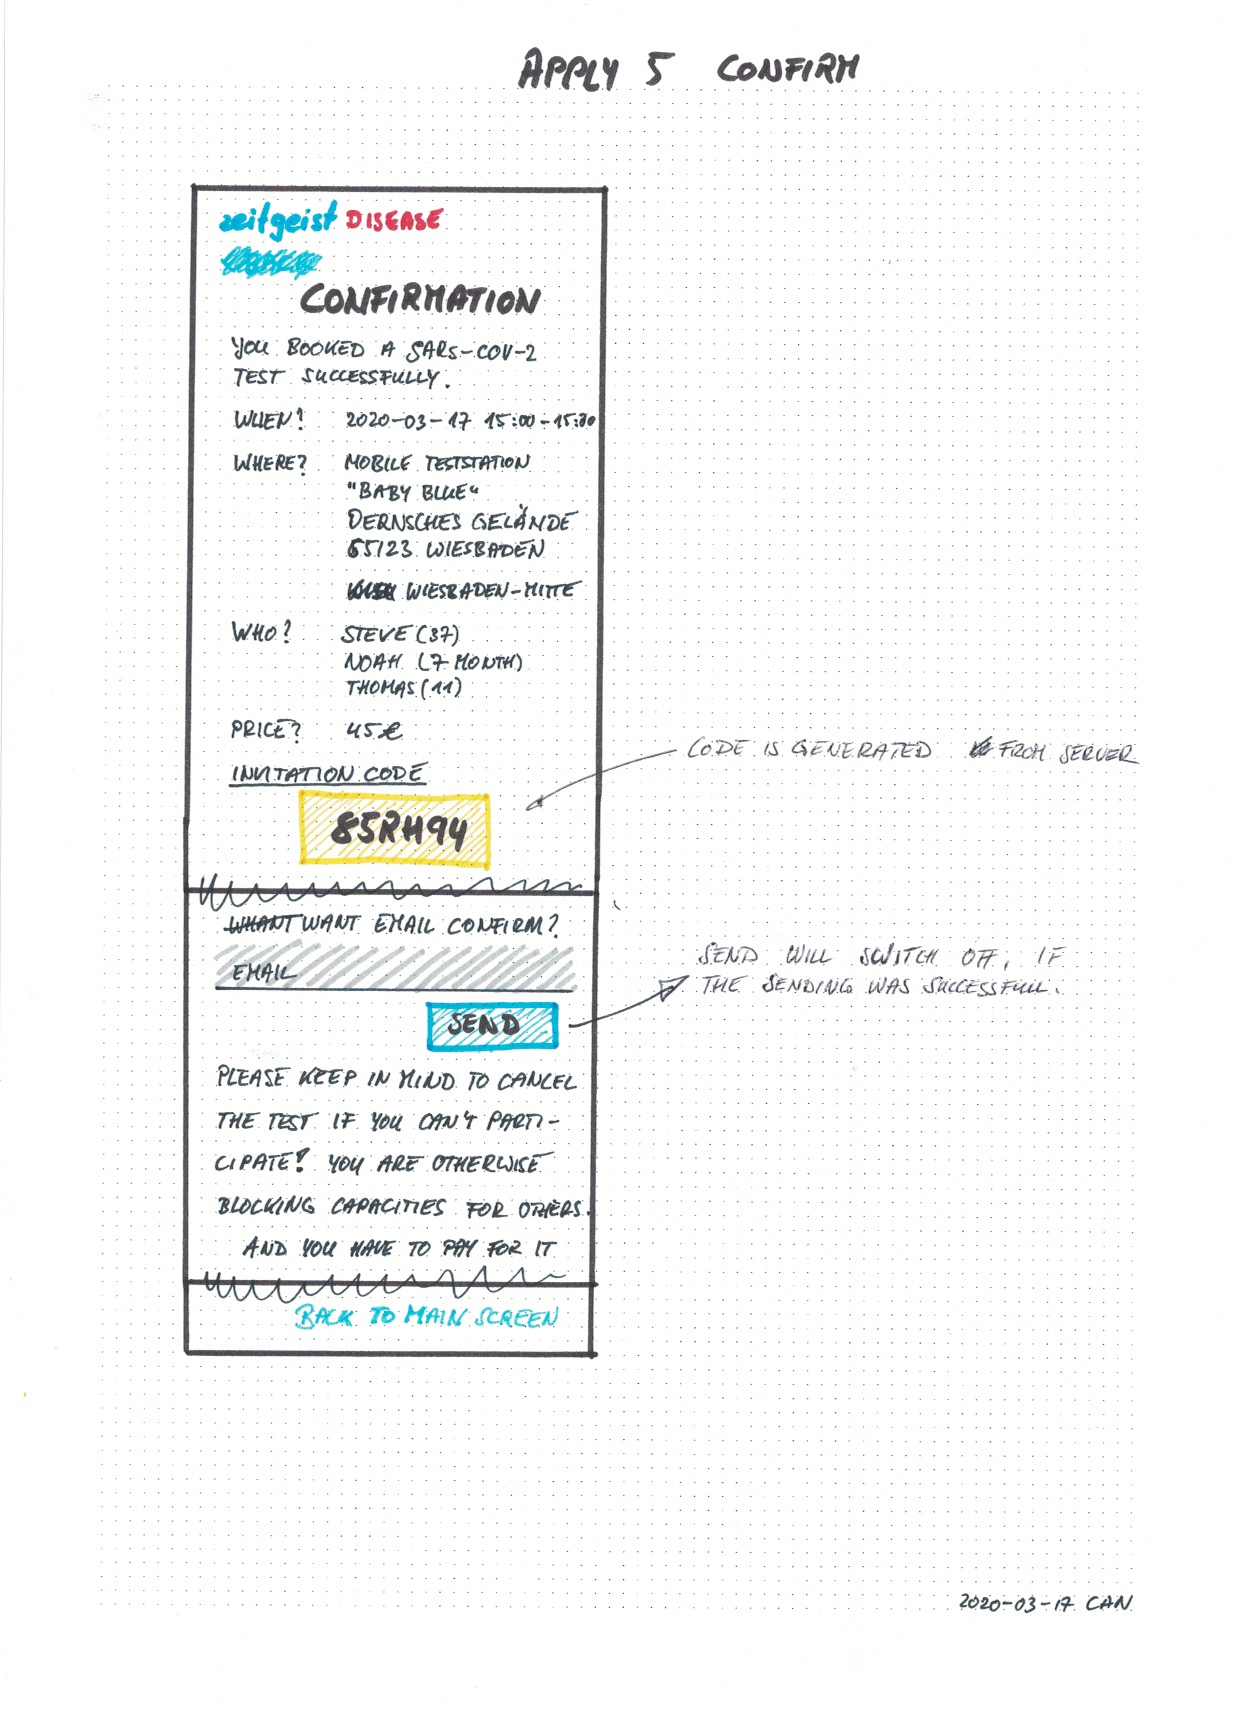 APPLY 5 CONFIRM
zeitgeist DISEASE
CONFIRMATION
YOU BOOKED A SARS-COV-2
TEST SUCCESSFULLY.
WHEN? 2020-03-17 15:00-15:30
WHERE? MOBILE TESTSTATION
"BABY BLUE"
DERNSCHES GELÄNDE
65123 WIESBADEN
WIESBADEN-MITTE
WHO? STEVE (37)
NOAH (7 MONTH)
THOMAS (11)
PRICE? 45€
CODE IS GENERATED FROM SERVER
INVITATION CODE
85RH94
WANT EMAIL CONFIRM?
EMAIL
SEND WILL SWITCH OFF, IF
THE SENDING WAS SUCCESSFULL.
SEND
PLEASE KEEP IN MIND TO CANCEL
THE TEST IF YOU CAN'T PARTI-
CIPATE! YOU ARE OTHERWISE
BLOCKING CAPACITIES FOR OTHERS.
AND YOU HAVE TO PAY FOR IT
BACK TO MAIN SCREEN
2020-03-17 CAN